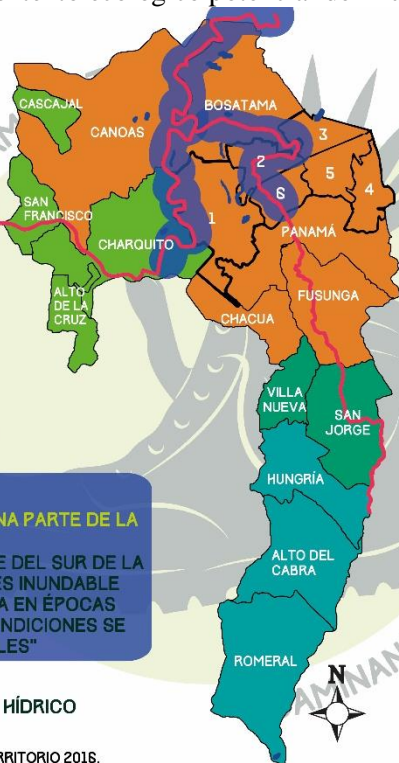 BOSATAMA
CASCAJAL
CANOAS
3
2
5
4
SAN
FRANCISCO
6
1
CHARQUITO
PANAMÁ
ALTO
DE LA
CRUZ
FUSUNGA
CHACUA
VILLA
NUEVA
SAN
JORGE
HUNGRÍA
NA PARTE DE LA
E DEL SUR DE LA
ES INUNDABLE
A EN ÉPOCAS
NDICIONES SE
LES"
ALTO DEL
CABRA
ROMERAL
N
HÍDRICO
AMINAN
RRITORIO 2016.